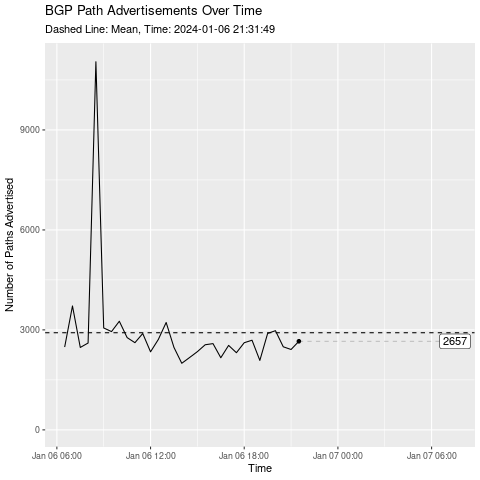 BGP Path Advertisements Over Time
Dashed Line: Mean, Time: 2024-01-06 21:31:49
Number of Paths Advertised
9000
6000
3000
0
2657
Jan 06 06:00
Jan 06 12:00
Jan 06 18:00
Jan 07 00:00
Jan 07 06:00
Time